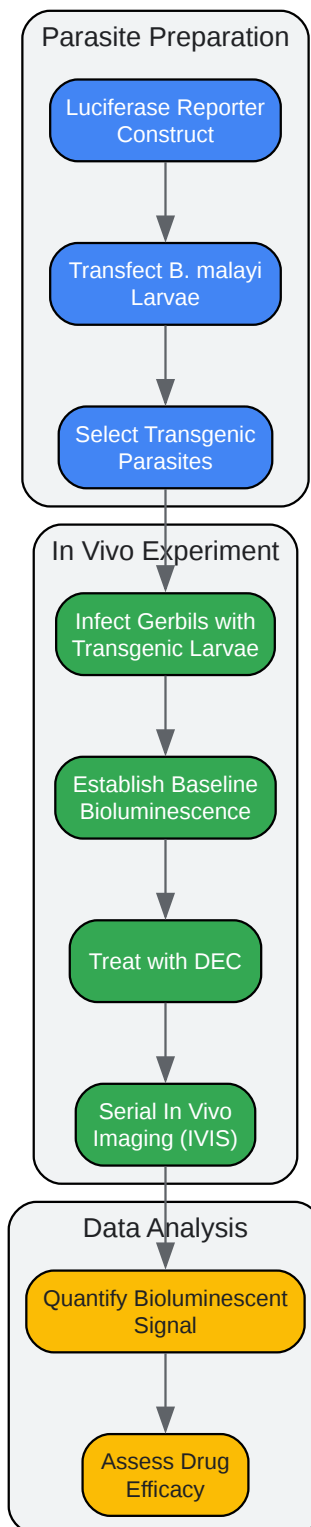 Parasite Preparation
Luciferase Reporter
Construct
Transfect B. malayi
Larvae
Select Transgenic
Parasites
In Vivo Experiment
Infect Gerbils with
Transgenic Larvae
Establish Baseline
Bioluminescence
Treat with DEC
Serial In Vivo
Imaging (IVIS)
Data Analysis
Quantify Bioluminescent
Signal
Assess Drug
Efficacy